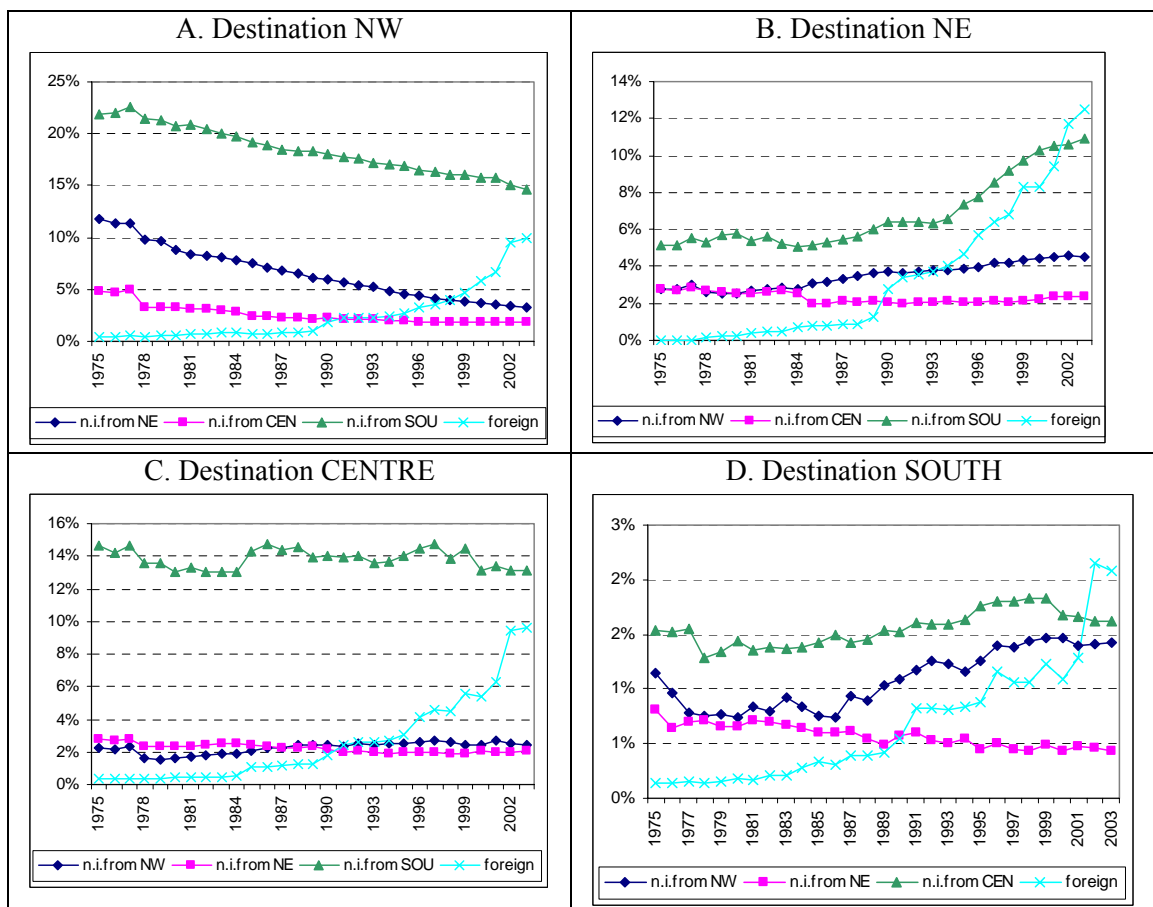 A. Destination NW
25%
20%
15%
10%
5%
0%
1975 1978 1981 1984 1987 1990 1993 1996 1999 2002
n.i.from NE n.i.from CEN n.i.from SOU foreign
B. Destination NE
14%
12%
10%
8%
6%
4%
2%
0%
1975 1978 1981 1984 1987 1990 1993 1996 1999 2002
n.i.from NW n.i.from CEN n.i.from SOU foreign
C. Destination CENTRE
16%
14%
12%
10%
8%
6%
4%
2%
0%
1975 1978 1981 1984 1987 1990 1993 1996 1999 2002
n.i.from NW n.i.from NE n.i.from SOU foreign
D. Destination SOUTH
3%
2%
2%
1%
1%
0%
1975 1977 1979 1981 1983 1985 1987 1989 1991 1993 1995 1997 1999 2001 2003
n.i.from NW n.i.from NE n.i.from CEN foreign